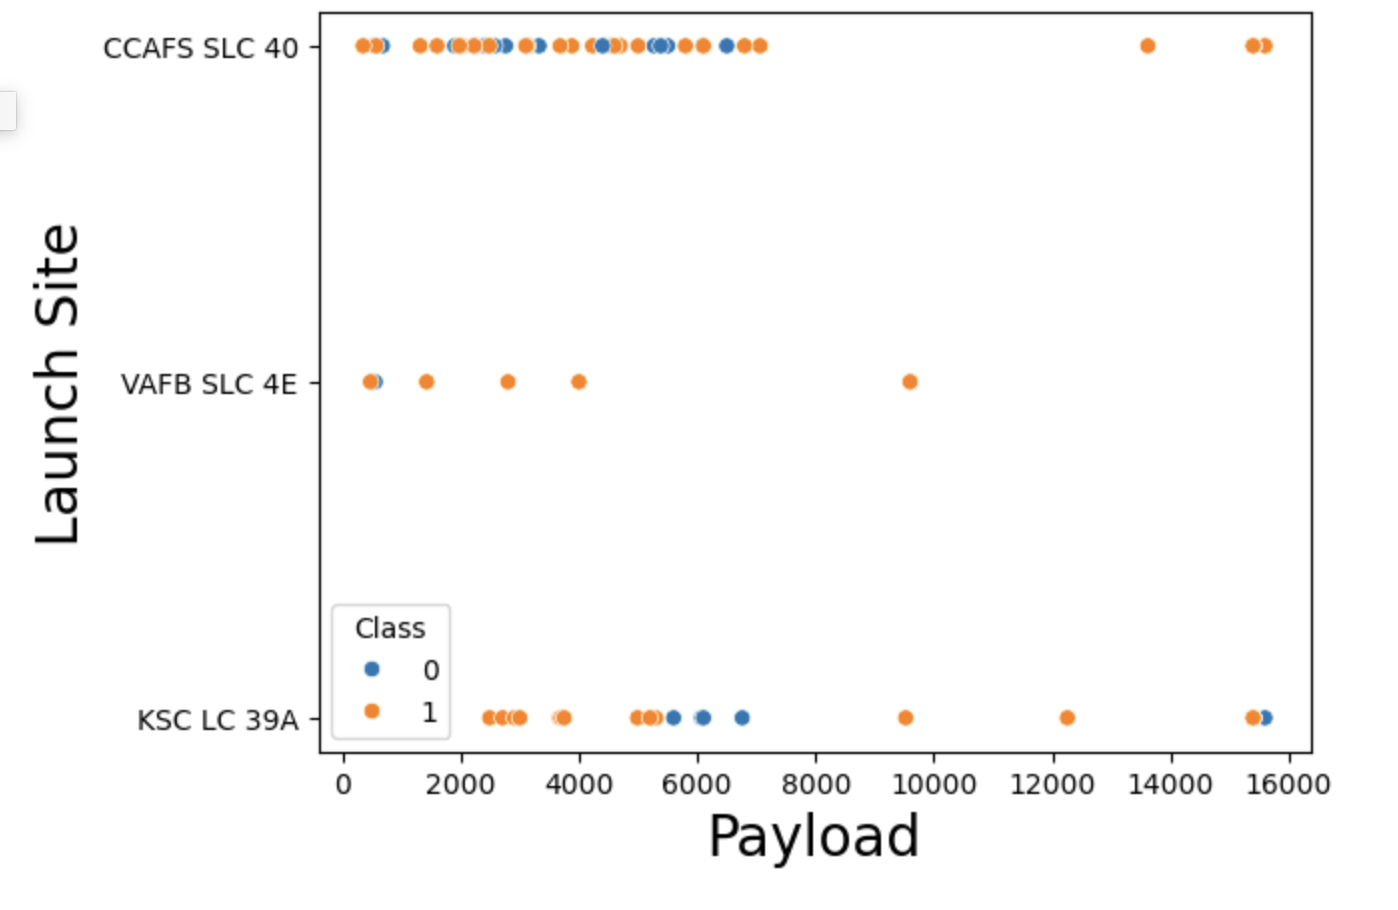 CCAFS SLC 40
VAFB SLC 4E
KSC LC 39A
Launch Site
Class
0
1
0 2000 4000 6000 8000 10000 12000 14000 16000
Payload